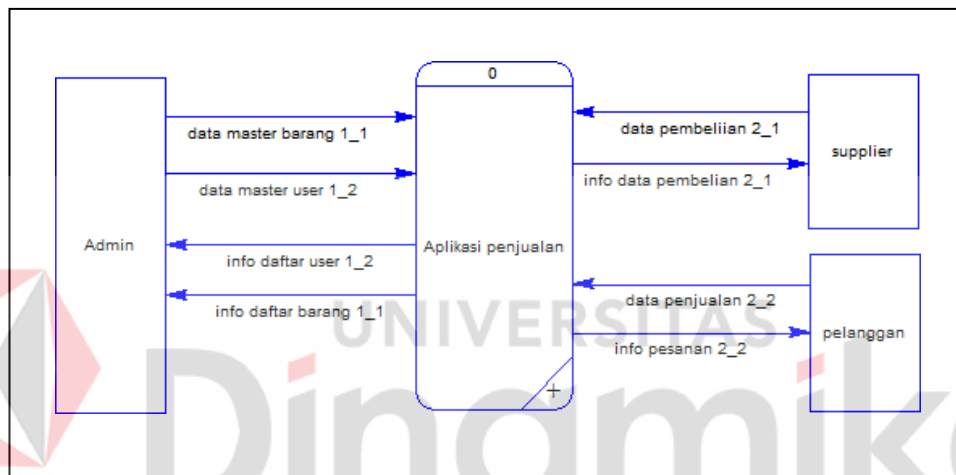 0
data master barang 1_1
data pembeliian 2_1
supplier
data master user 1_2
info data pembelian 2_1
Admin
Aplikasi penjualan
info daftar user 1_2
info daftar barang 1_1
data penjualan 2_2
UNIVERSITAS
pelanggan
info pesanan 2_2
+
Dinamik